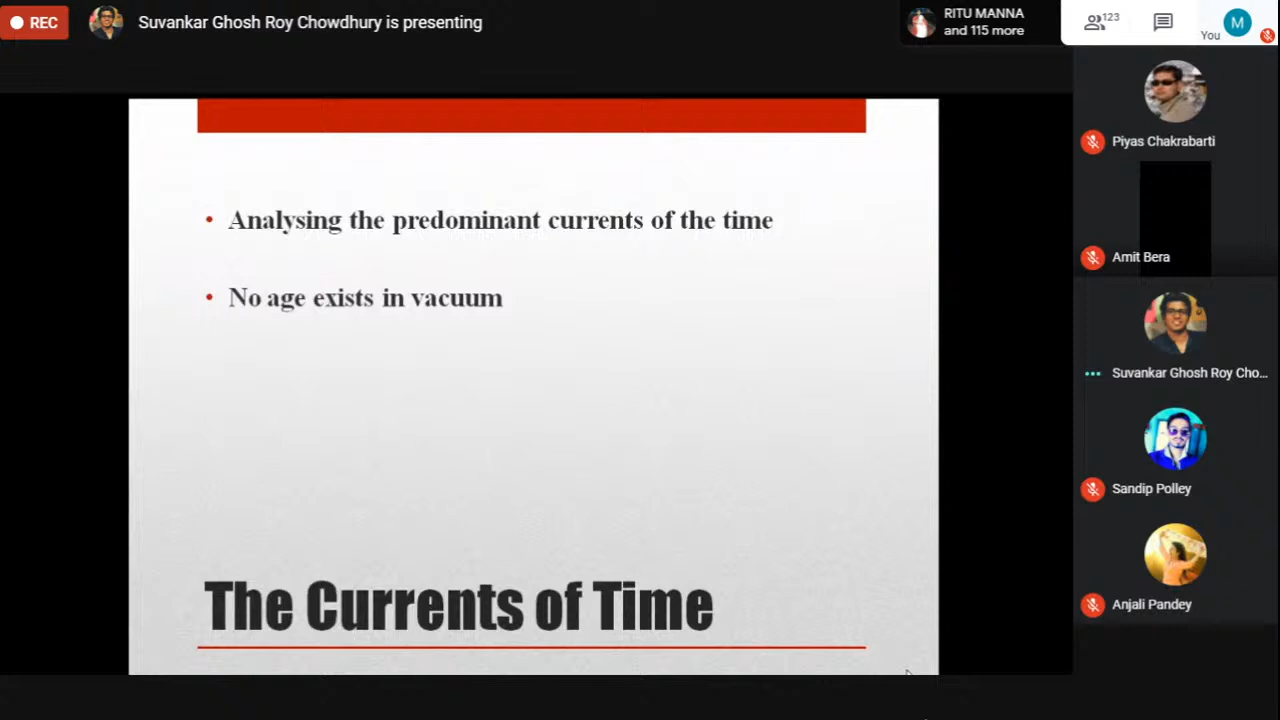 REC
Suvankar Ghosh Roy Chowdhury is presenting
RITU MANNA
and 115 more
123
You
M
Piyas Chakrabarti
Amit Bera
Suvankar Ghosh Roy Cho...
Sandip Polley
Anjali Pandey
• Analysing the predominant currents of the time
• No age exists in vacuum
The Currents of Time